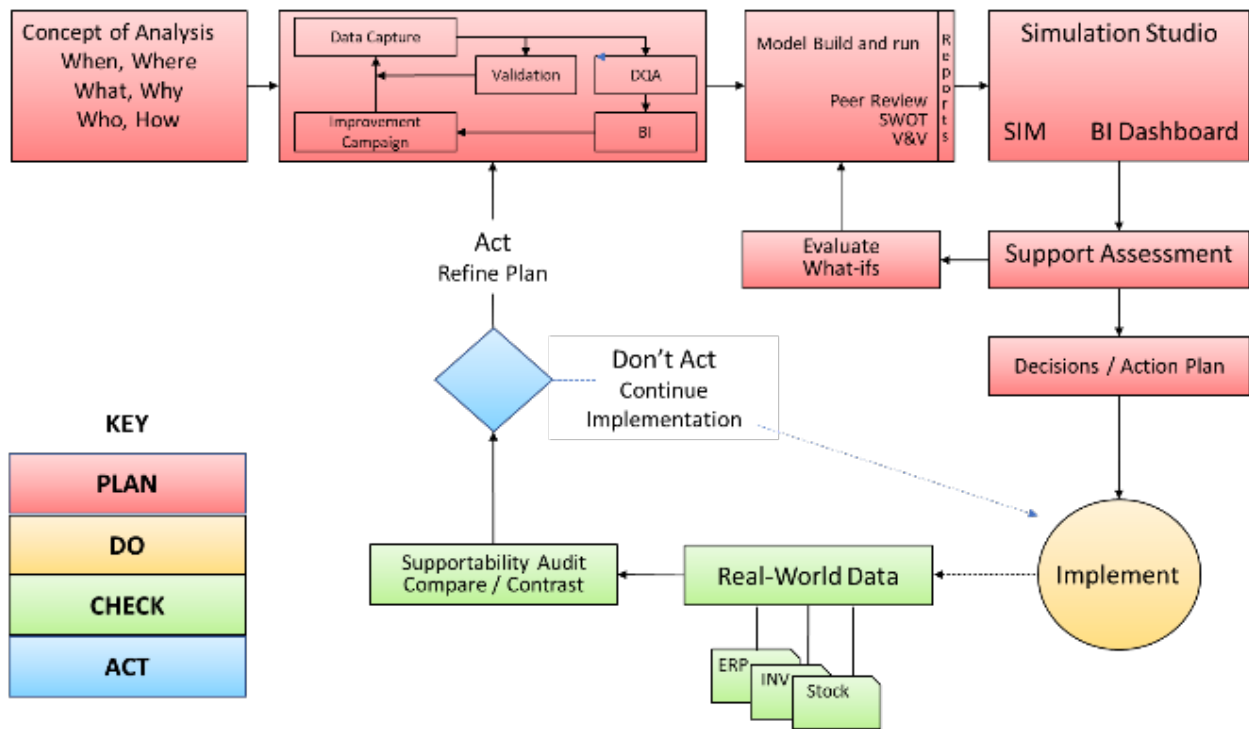 Concept of Analysis
When, Where
What, Why
Who, How
Data Capture
Validation
DQA
BI
Improvement
Campaign
Model Build and run
Peer Review
SWOT
V&V
Reports
Simulation Studio
SIM
BI Dashboard
Evaluate
What-ifs
Support Assessment
Decisions / Action Plan
Act
Refine Plan
Don't Act
Continue
Implementation
KEY
PLAN
DO
CHECK
ACT
Supportability Audit
Compare / Contrast
Real-World Data
Implement
ERP
INV
Stock